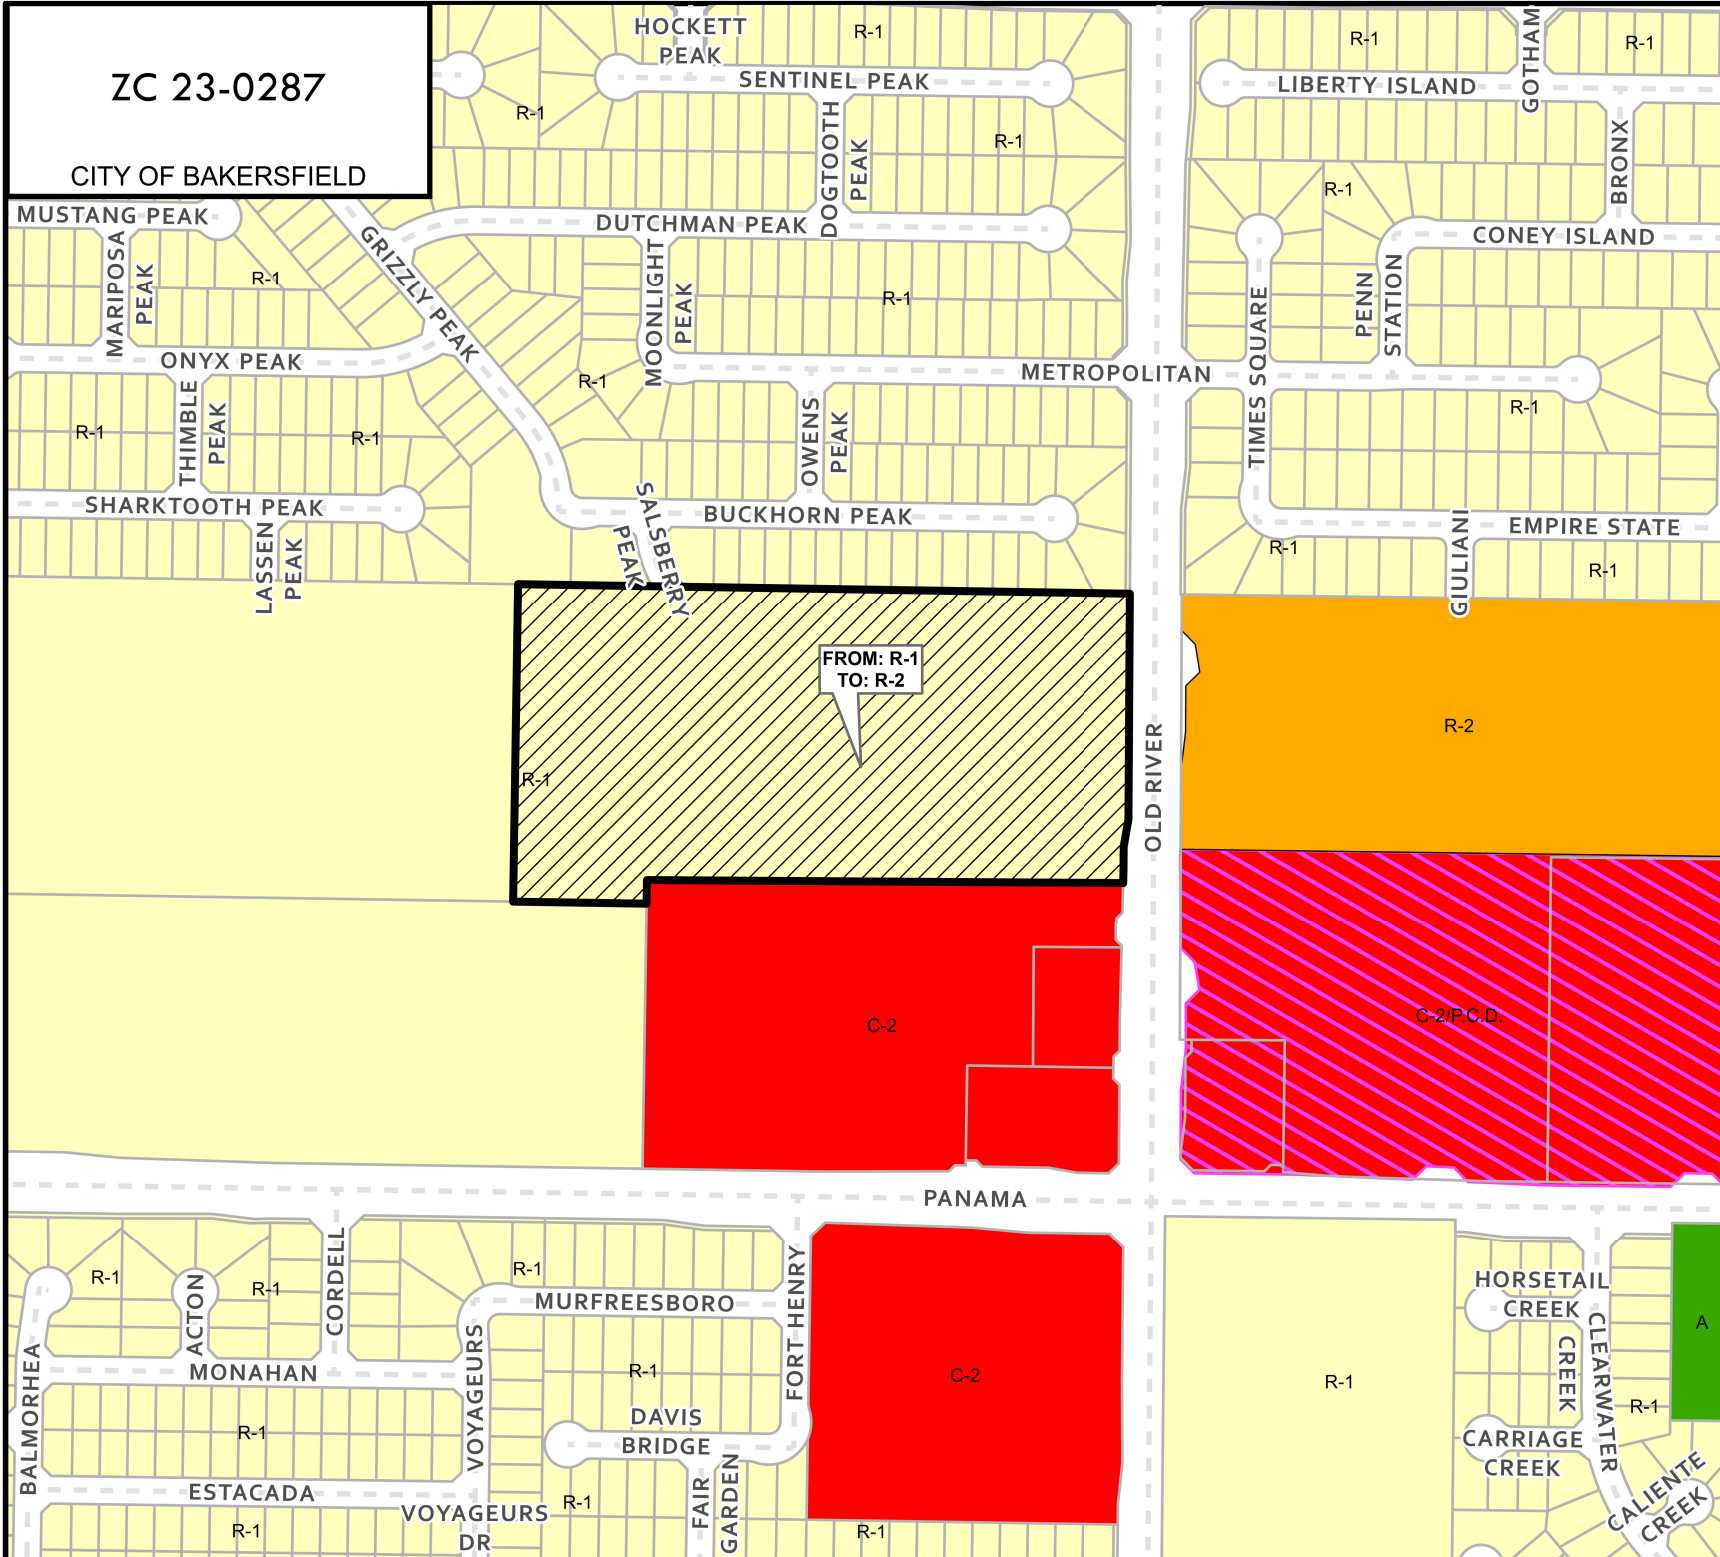 ZC 23-0287
CITY OF BAKERSFIELD
HOCKETT
PEAK
R-1
SENTINEL PEAK
R-1
R-1
DOGTOOTH
PEAK
R-1
R-1
GOTHAM
LIBERTY ISLAND
BRONX
R-1
MUSTANG PEAK
MARIPOSA
PEAK
R-1
GRIZZLY PEAK
DUTCHMAN PEAK
MOONLIGHT
PEAK
R-1
TIMES SQUARE
PENN
STATION
CONEY ISLAND
ONYX PEAK
R-1
METROPOLITAN
R-1
THIMBLE
PEAK
R-1
R-1
OWENS
PEAK
SHARKTOOTH PEAK
LASSEN
PEAK
SALSBERRY
PEAK
BUCKHORN PEAK
R-1
GIULIANI
EMPIRE STATE
R-1
FROM: R-1
TO: R-2
R-1
OLD RIVER
R-2
C-2
C-2/P.C.D.
PANAMA
R-1
ACTON
R-1
CORDELL
R-1
MURFREESBORO
FORT HENRY
BALMORHEA
MONAHAN
VOYAGEURS
R-1
R-1
DAVIS
BRIDGE
C-2
R-1
HORSETAIL
CREEK
CREEK
CLEARWATER
A
R-1
CARRIAGE
CREEK
CALIENTE
CREEK
ESTACADA
R-1
VOYAGEURS
DR
R-1
FAIR
GARDEN
R-1